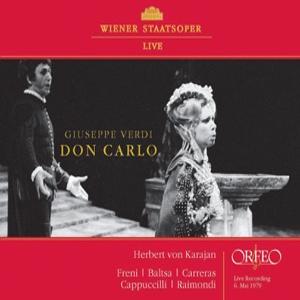 WIENER STAATSOPER
LIVE
GIUSEPPE VERDI
DON CARLO
Herbert von Karajan
Freni | Baltsa | Carreras
Cappuccilli | Raimondi
ORFEO
Live Recording
6. Mai 1979